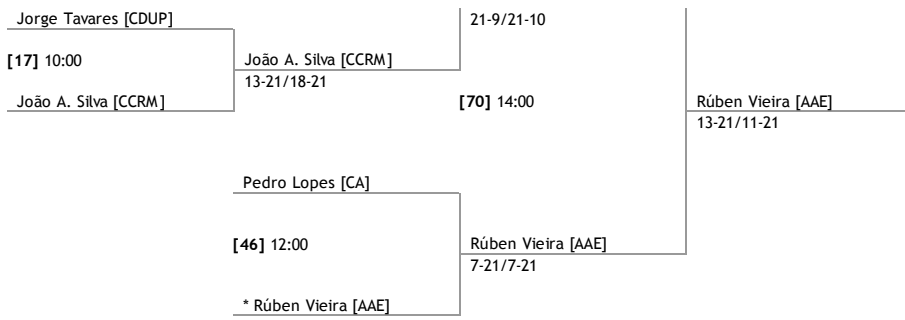 Jorge Tavares [CDUP]
21-9/21-10
[17] 10:00
João A. Silva [CCRM]
13-21/18-21
João A. Silva [CCRM]
[70] 14:00
Rúben Vieira [AAE]
13-21/11-21
Pedro Lopes [CA]
[46] 12:00
Rúben Vieira [AAE]
7-21/7-21
* Rúben Vieira [AAE]